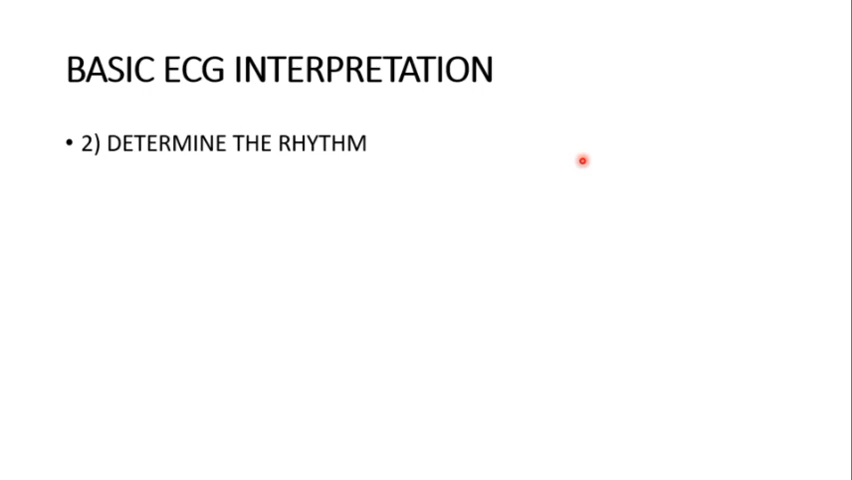 BASIC ECG INTERPRETATION
• 2) DETERMINE THE RHYTHM